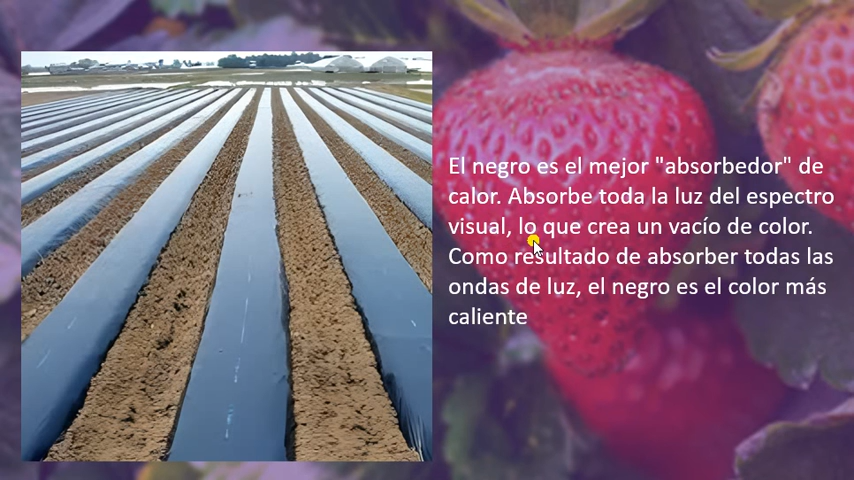 El negro es el mejor "absorbedor" de
calor. Absorbe toda la luz del espectro
visual, lo que crea un vacío de color.
Como resultado de absorber todas las
ondas de luz, el negro es el color más
caliente